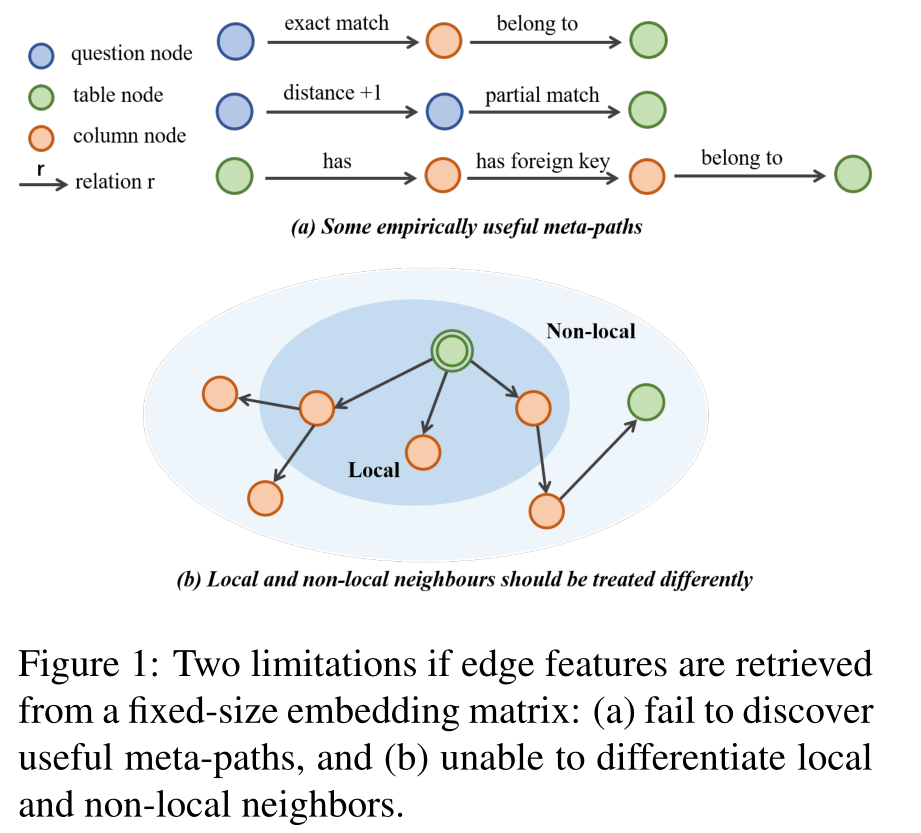 question node
table node
column node
r
relation r
exact match
belong to
distance +1
partial match
has
has foreign key
belong to
(a) Some empirically useful meta-paths
Non-local
Local
(b) Local and non-local neighbours should be treated differently
Figure 1: Two limitations if edge features are retrieved
from a fixed-size embedding matrix: (a) fail to discover
useful meta-paths, and (b) unable to differentiate local
and non-local neighbors.